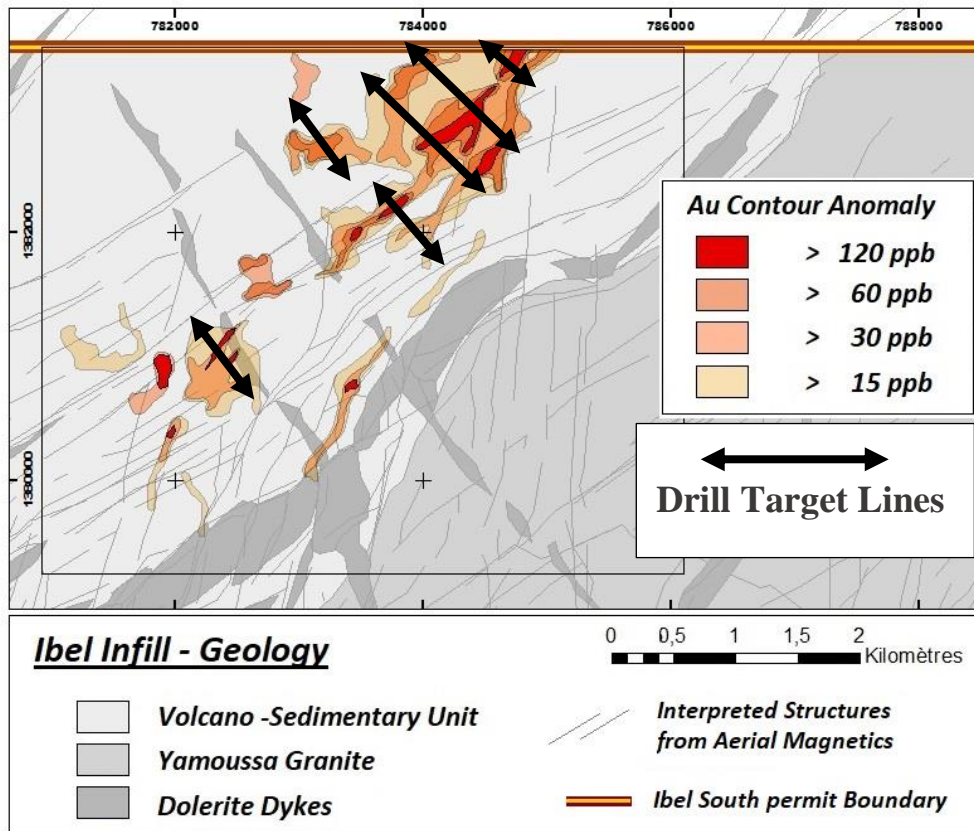 782000 784000 786000 788000
1382000
1380000
Au Contour Anomaly
> 120 ppb
> 60 ppb
> 30 ppb
> 15 ppb
Drill Target Lines
Ibel Infill - Geology
Volcano -Sedimentary Unit
Yamoussa Granite
Dolerite Dykes
0 0,5 1 1,5 2
Kilomètres
Interpreted Structures
from Aerial Magnetics
Ibel South permit Boundary